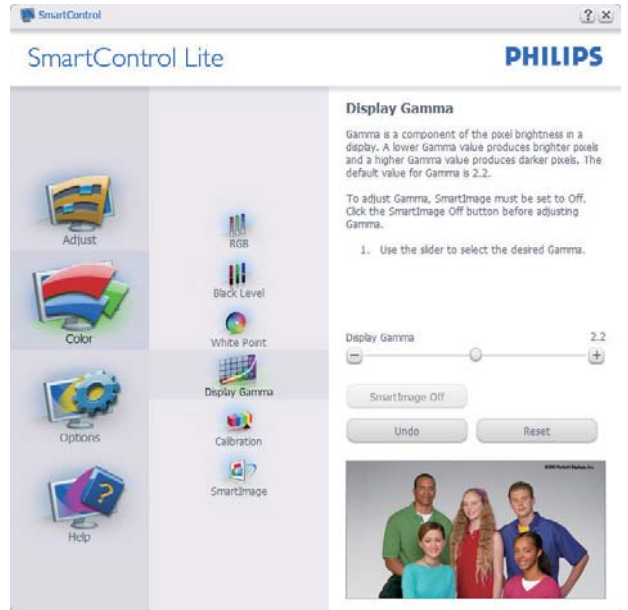 SmartControl
? ×
SmartControl Lite
PHILIPS
Adjust
Color
Options
?
Help
RGB
Black Level
White Point
Display Gamma
Calibration
?
SmartImage
Display Gamma
Gamma is a component of the pixel brightness in a
display. A lower Gamma value produces brighter pixels
and a higher Gamma value produces darker pixels. The
default value for Gamma is 2.2.
To adjust Gamma, SmartImage must be set to Off.
Click the SmartImage Off button before adjusting
Gamma.
1. Use the slider to select the desired Gamma.
Display Gamma 2.2
− +
SmartImage Off
Undo Reset